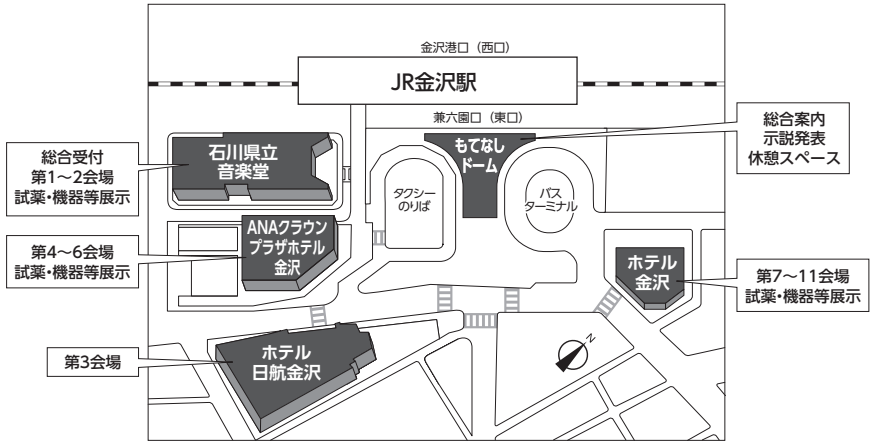 金沢港口（西口）
JR金沢駅
兼六園口（東口）
総合案内
示説発表
休憩スペース
もてなし
ドーム
石川県立
音楽堂
総合受付
第1～2会場
試薬・機器等展示
タクシー
のりば
バス
ターミナル
ANAクラウン
プラザホテル
金沢
第4～6会場
試薬・機器等展示
ホテル
金沢
第7～11会場
試薬・機器等展示
ホテル
日航金沢
第3会場
N